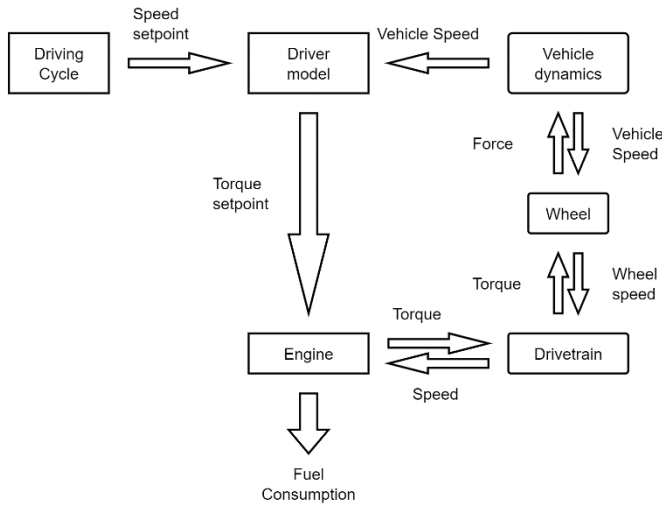 Speed
setpoint
Driving
Cycle
Driver
model
Vehicle Speed
Vehicle
dynamics
Force
Vehicle
Speed
Torque
setpoint
Wheel
Torque
Wheel
speed
Engine
Torque
Speed
Drivetrain
Fuel
Consumption